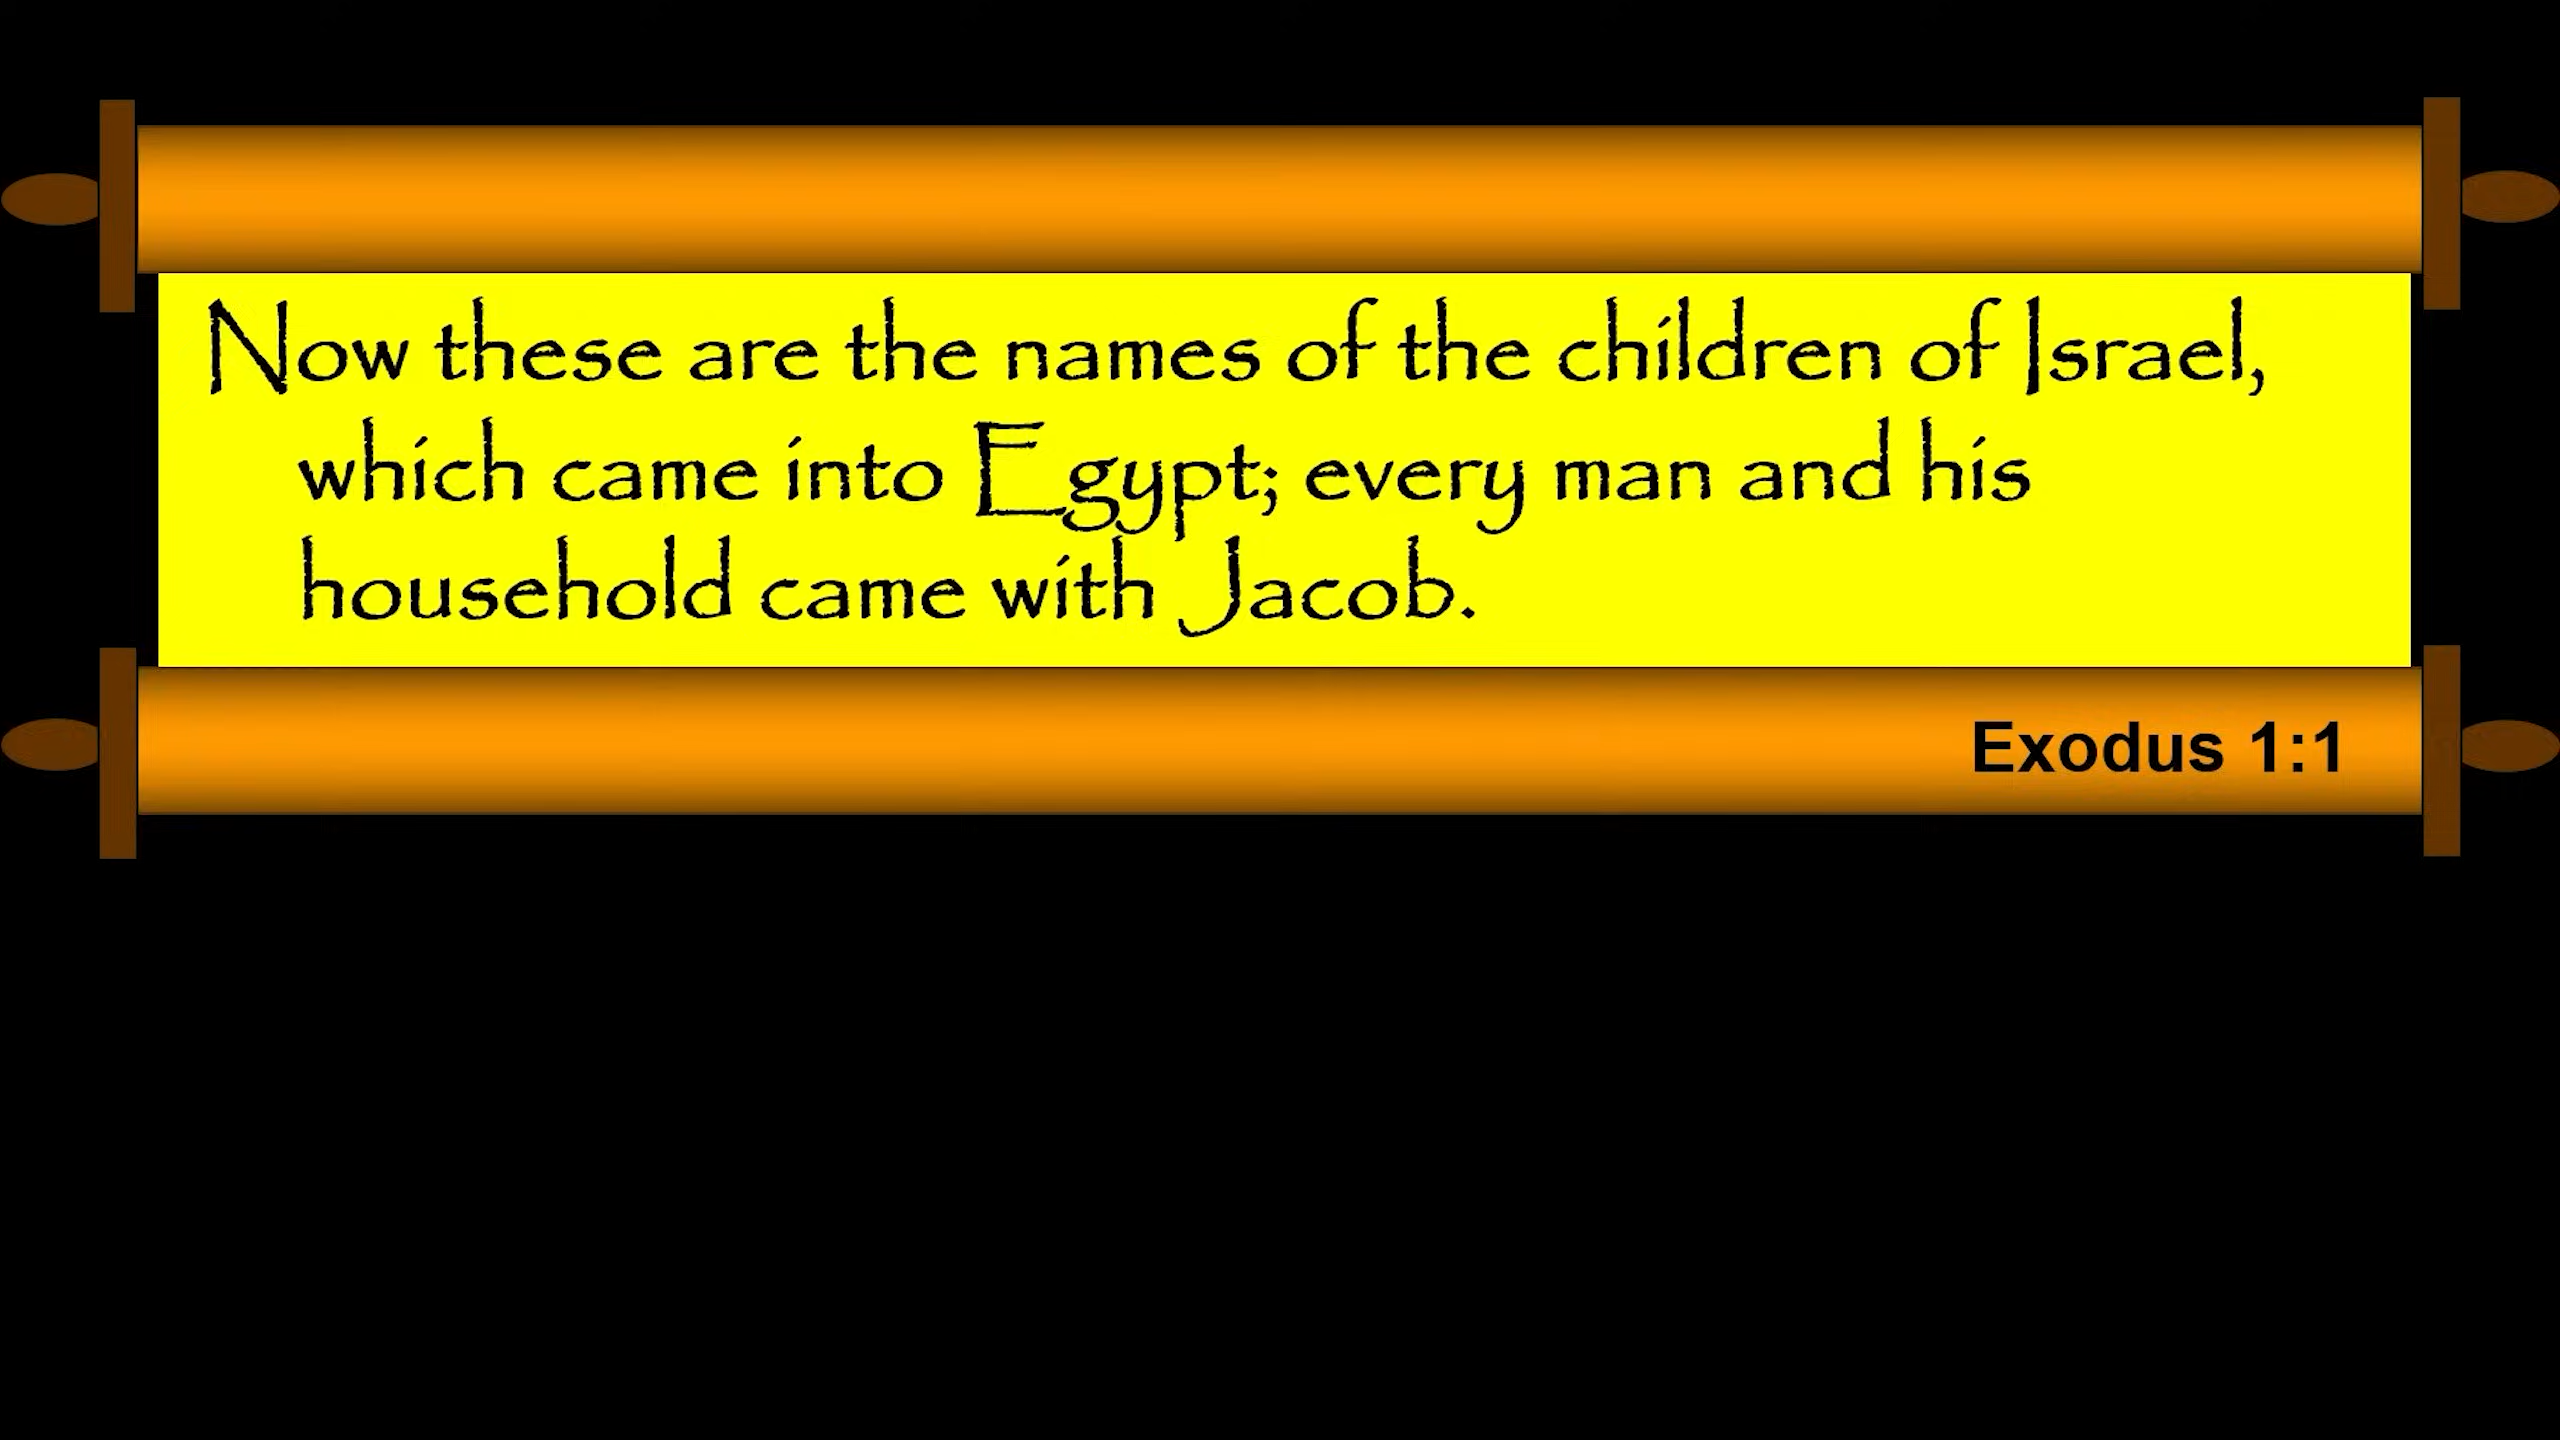 Now these are the names of the children of Israel,
which came into Egypt; every man and his
household came with Jacob.
Exodus 1:1